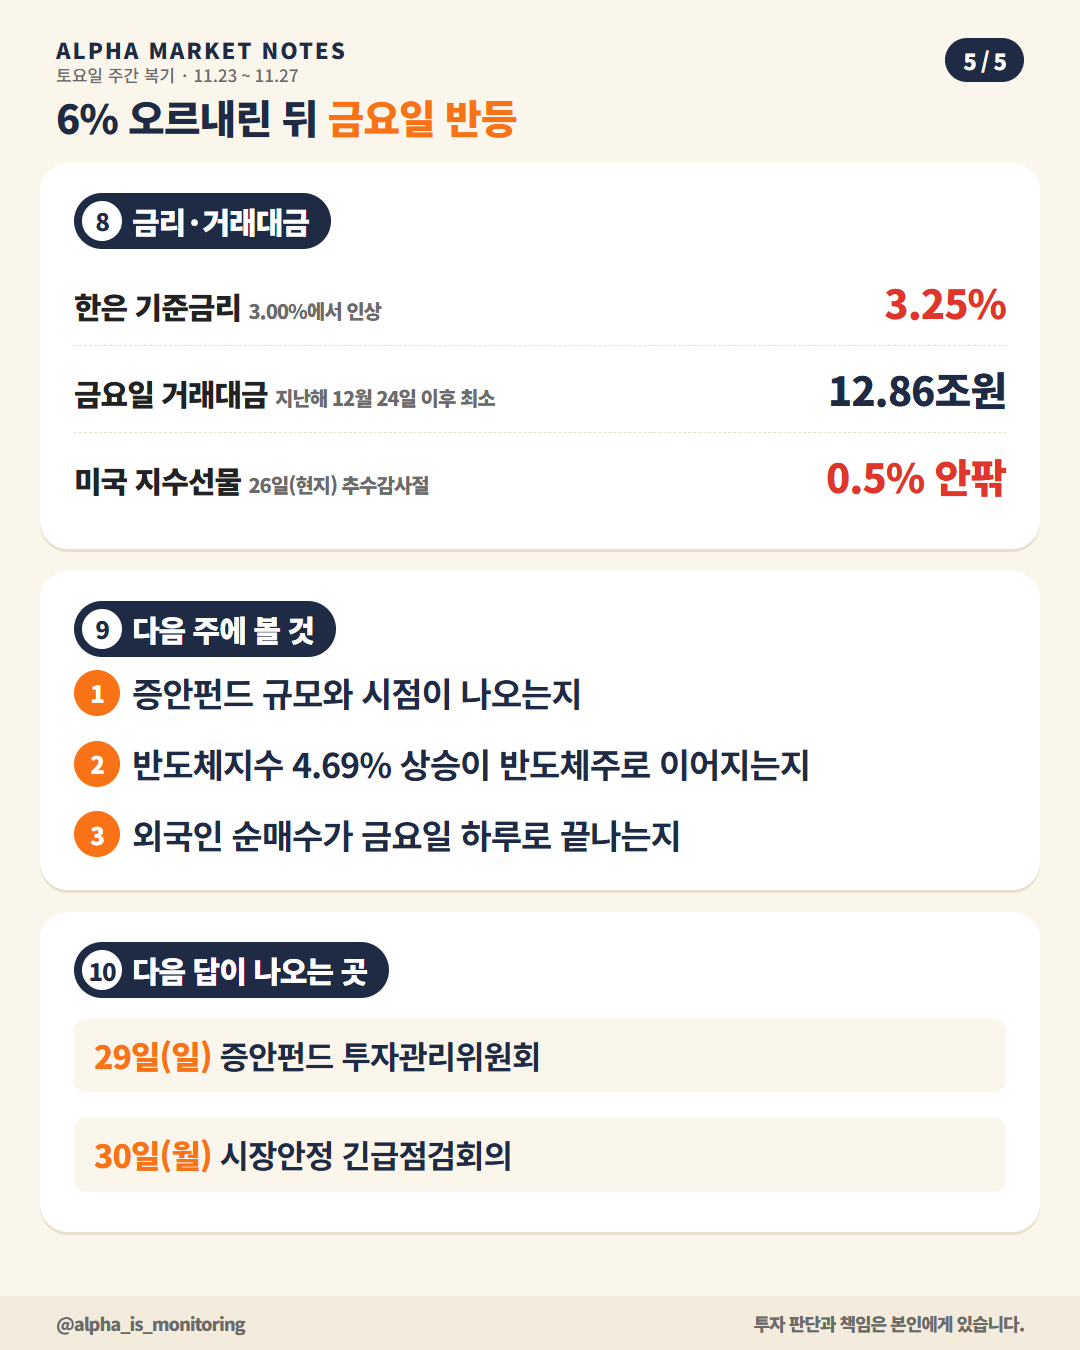 ALPHA MARKET NOTES
토요일 주간 복기 · 11.23 ~ 11.27
5 / 5
6% 오르내린 뒤 금요일 반등
8 금리·거래대금
한은 기준금리 3.00%에서 인상 3.25%
금요일 거래대금 지난해 12월 24일 이후 최소 12.86조원
미국 지수선물 26일(현지) 추수감사절 0.5% 안팎
9 다음 주에 볼 것
1 증안펀드 규모와 시점이 나오는지
2 반도체지수 4.69% 상승이 반도체주로 이어지는지
3 외국인 순매수가 금요일 하루로 끝나는지
10 다음 답이 나오는 곳
29일(일) 증안펀드 투자관리위원회
30일(월) 시장안정 긴급점검회의
@alpha_is_monitoring
투자 판단과 책임은 본인에게 있습니다.